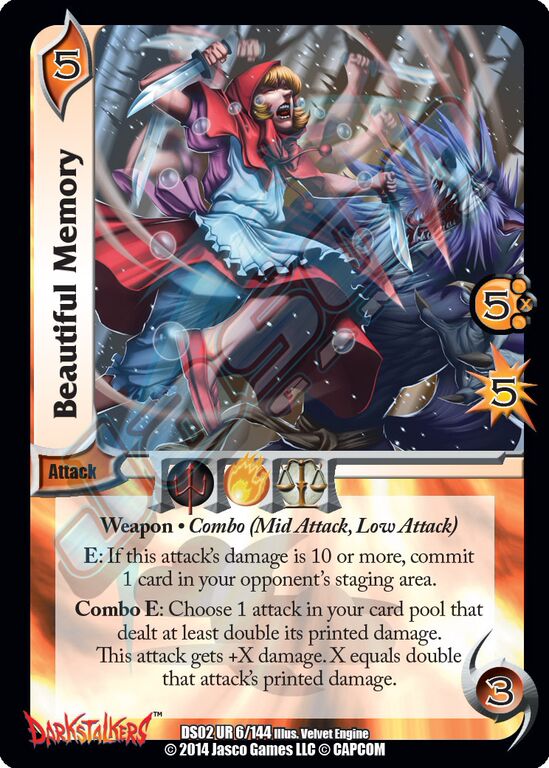 5
Beautiful Memory
5
5
Attack
Weapon • Combo (Mid Attack, Low Attack)
E: If this attack's damage is 10 or more, commit
1 card in your opponent's staging area.
Combo E: Choose 1 attack in your card pool that
dealt at least double its printed damage.
This attack gets +X damage. X equals double
that attack's printed damage.
3
DARKSTALKERS™
DS02 UR 6/144 Illus. Velvet Engine
© 2014 Jasco Games LLC © CAPCOM